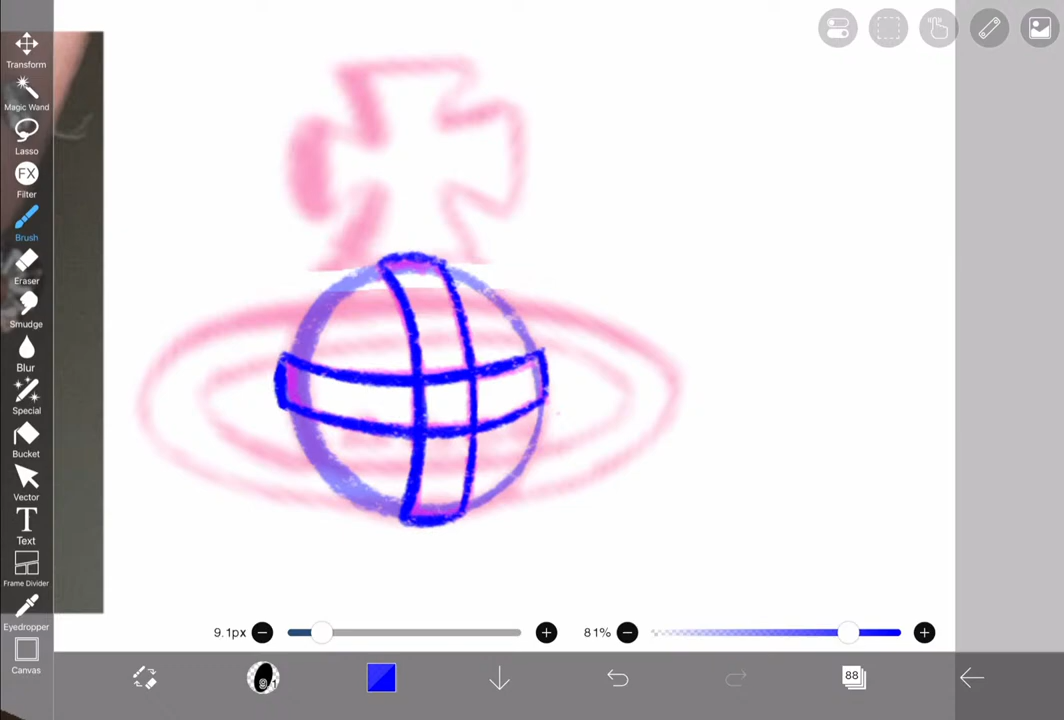 Transform
Magic Wand
Lasso
FX
Filter
Brush
Eraser
Smudge
Blur
Special
Bucket
Vector
T
Text
Frame Divider
Eyedropper
Canvas
9.1px
81%
88